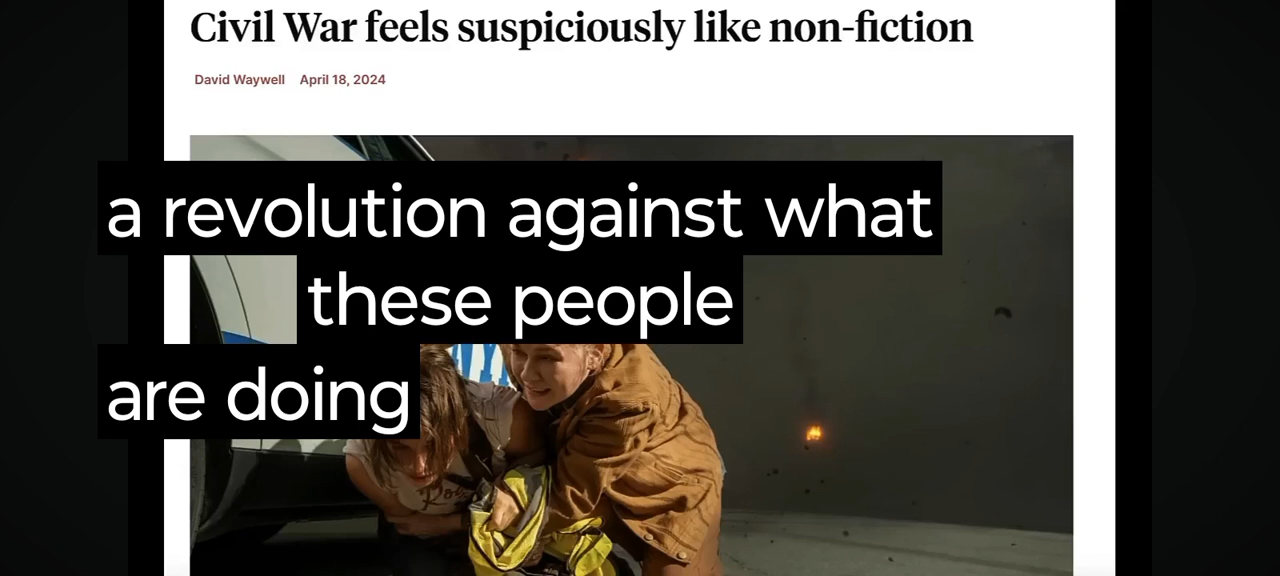 Civil War feels suspiciously like non-fiction
David Waywell April 18, 2024
a revolution against what
these people
are doing